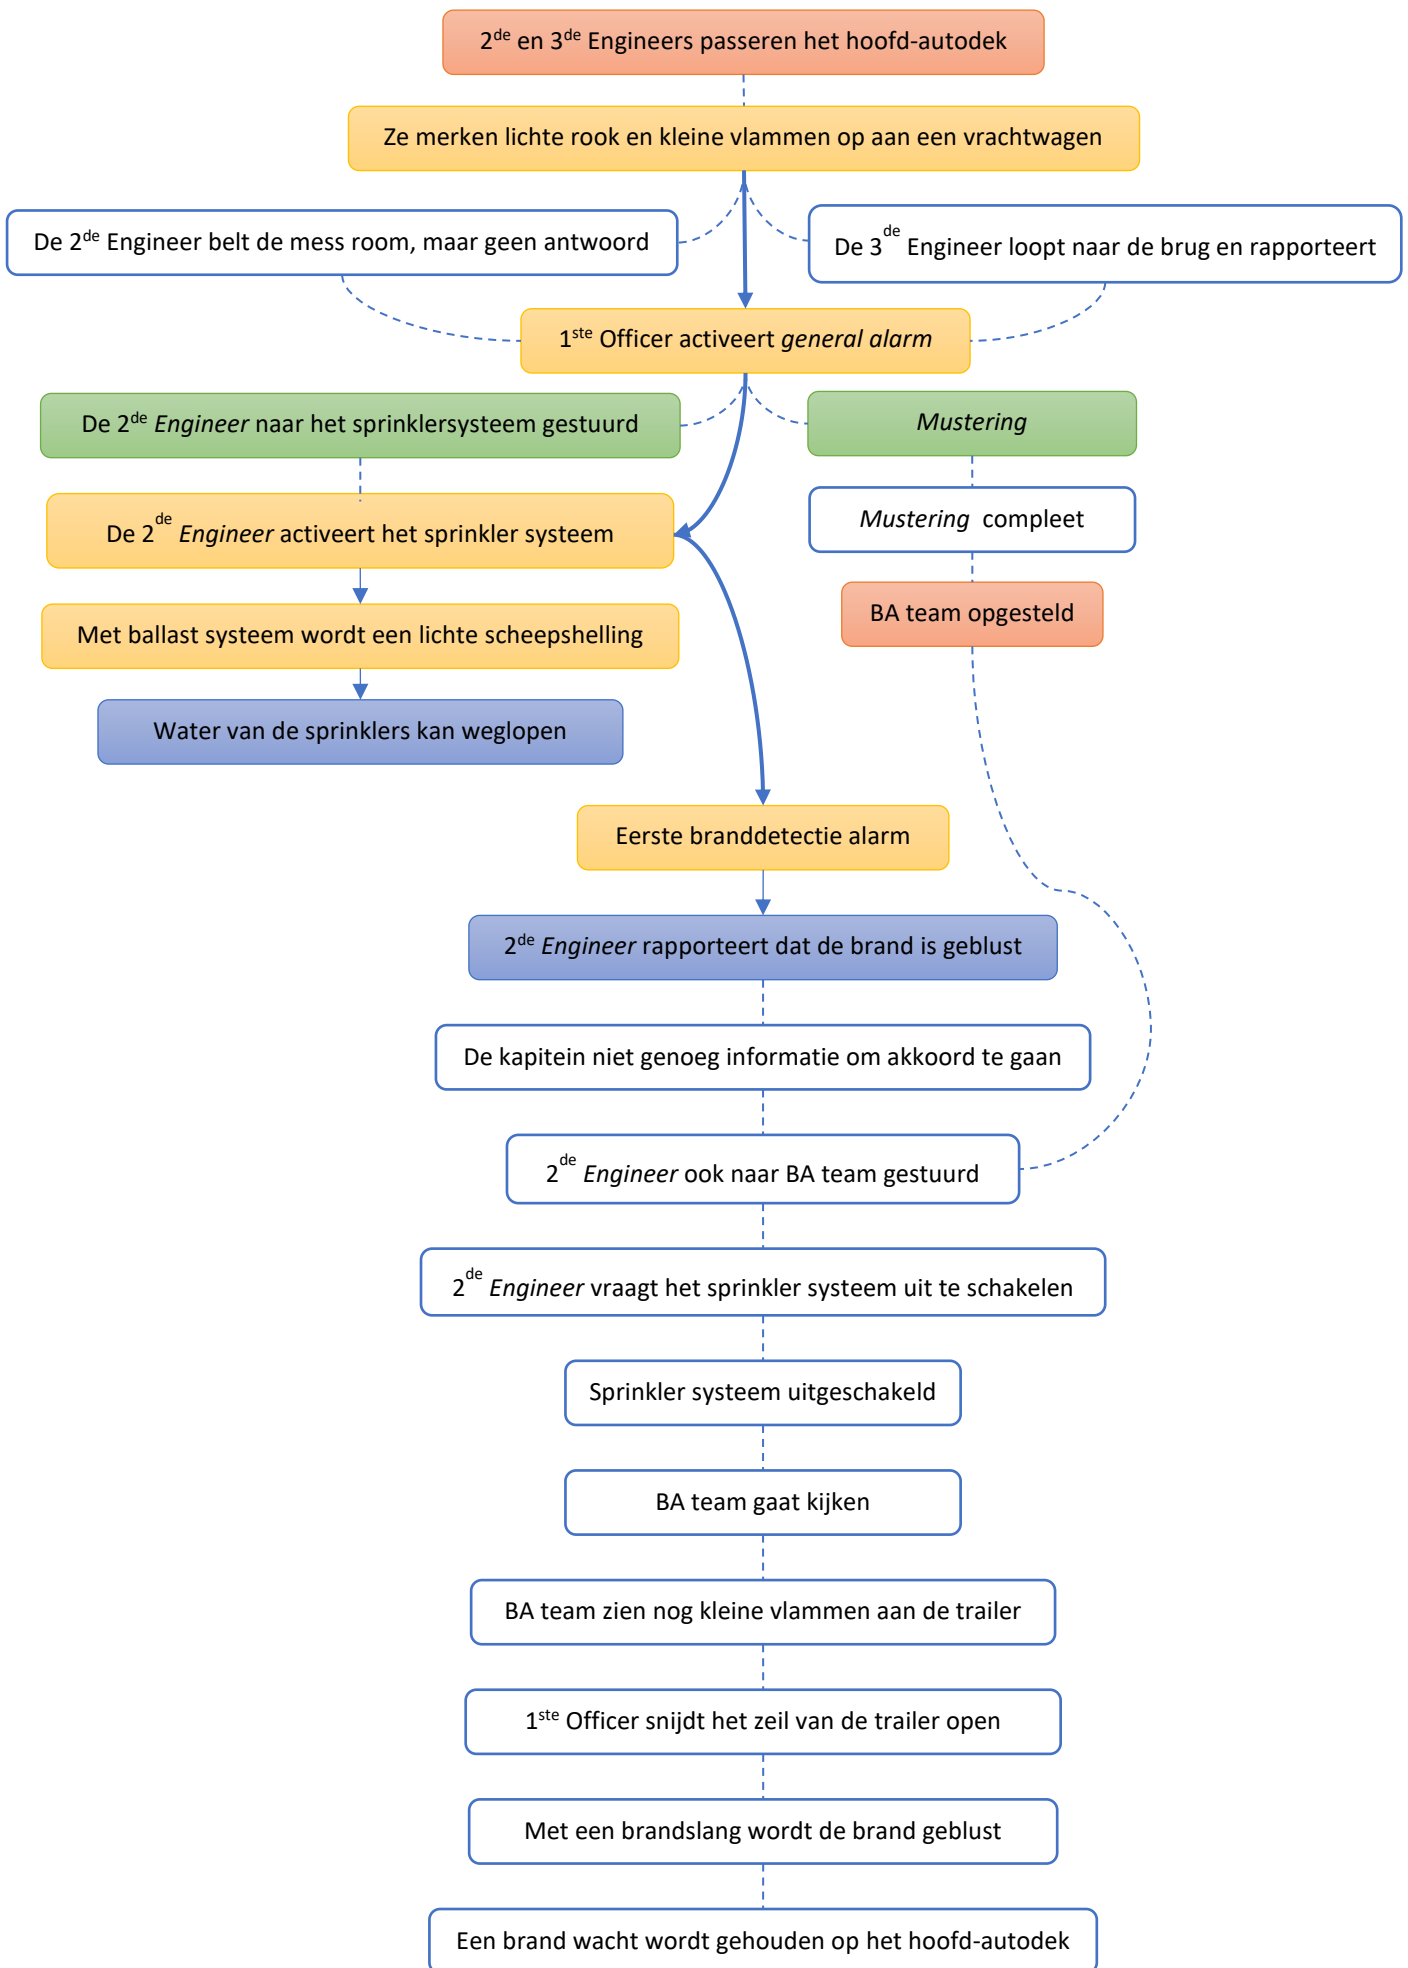 2de en 3de Engineers passeren het hoofd-autodek
Ze merken lichte rook en kleine vlammen op aan een vrachtwagen
De 2de Engineer belt de mess room, maar geen antwoord
De 3de Engineer loopt naar de brug en rapporteert
1ste Officer activeert general alarm
De 2de Engineer naar het sprinklersysteem gestuurd
Mustering
De 2de Engineer activeert het sprinkler systeem
Mustering compleet
BA team opgesteld
Met ballast systeem wordt een lichte scheepshelling
Water van de sprinklers kan weglopen
Eerste branddetectie alarm
2de Engineer rapporteert dat de brand is geblust
De kapitein niet genoeg informatie om akkoord te gaan
2de Engineer ook naar BA team gestuurd
2de Engineer vraagt het sprinkler systeem uit te schakelen
Sprinkler systeem uitgeschakeld
BA team gaat kijken
BA team zien nog kleine vlammen aan de trailer
1ste Officer snijdt het zeil van de trailer open
Met een brandslang wordt de brand geblust
Een brand wacht wordt gehouden op het hoofd-autodek